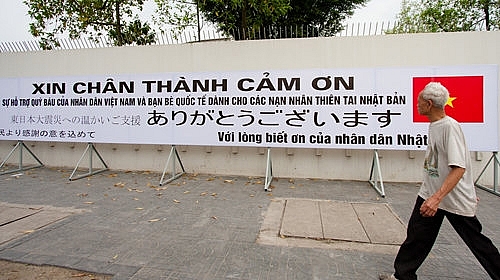 XIN CHÂN THÀNH CẢM ƠN
SỰ HỖ TRỢ QUÝ BÁU CỦA NHÂN DÂN VIỆT NAM VÀ BẠN BÈ QUỐC TẾ DÀNH CHO CÁC NẠN NHÂN THIÊN TAI NHẬT BẢN
東日本大震災への温かいご支援 ありがとうございます
民より感謝の意を込めて Với lòng biết ơn của nhân dân Nhật